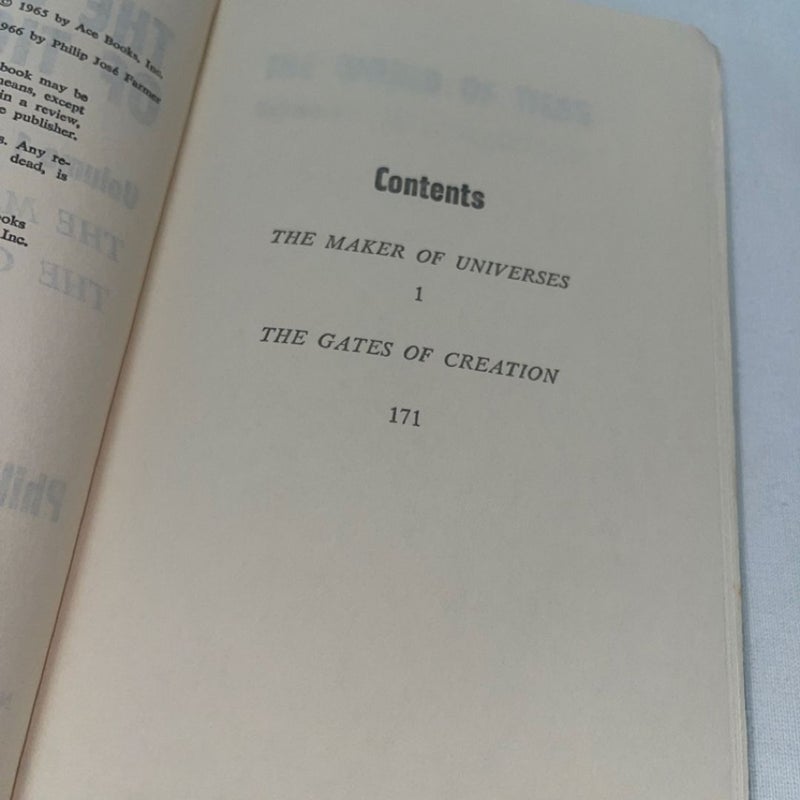 © 1965 by Ace Books, Inc.
966 by Philip José Farmer
book may be
means, except
in a review,
e publisher.
s. Any re-
dead, is
ooks
Inc.
Contents
THE MAKER OF UNIVERSES
1
THE GATES OF CREATION
171